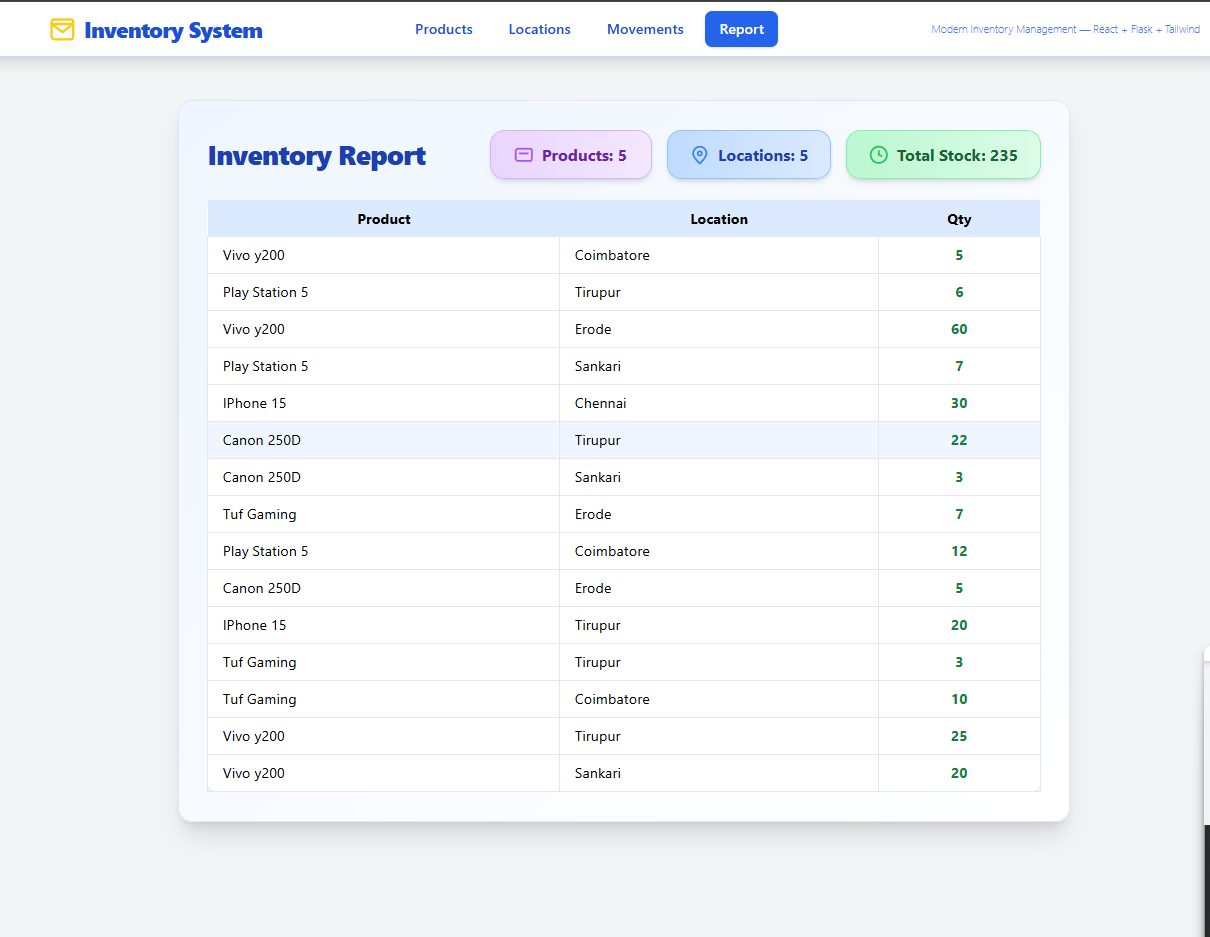 Inventory System
Products Locations Movements Report
Modern Inventory Management — React + Flask + Tailwind
Inventory Report
Products: 5
Locations: 5
Total Stock: 235
Product Location Qty
Vivo y200 Coimbatore 5
Play Station 5 Tirupur 6
Vivo y200 Erode 60
Play Station 5 Sankari 7
IPhone 15 Chennai 30
Canon 250D Tirupur 22
Canon 250D Sankari 3
Tuf Gaming Erode 7
Play Station 5 Coimbatore 12
Canon 250D Erode 5
IPhone 15 Tirupur 20
Tuf Gaming Tirupur 3
Tuf Gaming Coimbatore 10
Vivo y200 Tirupur 25
Vivo y200 Sankari 20